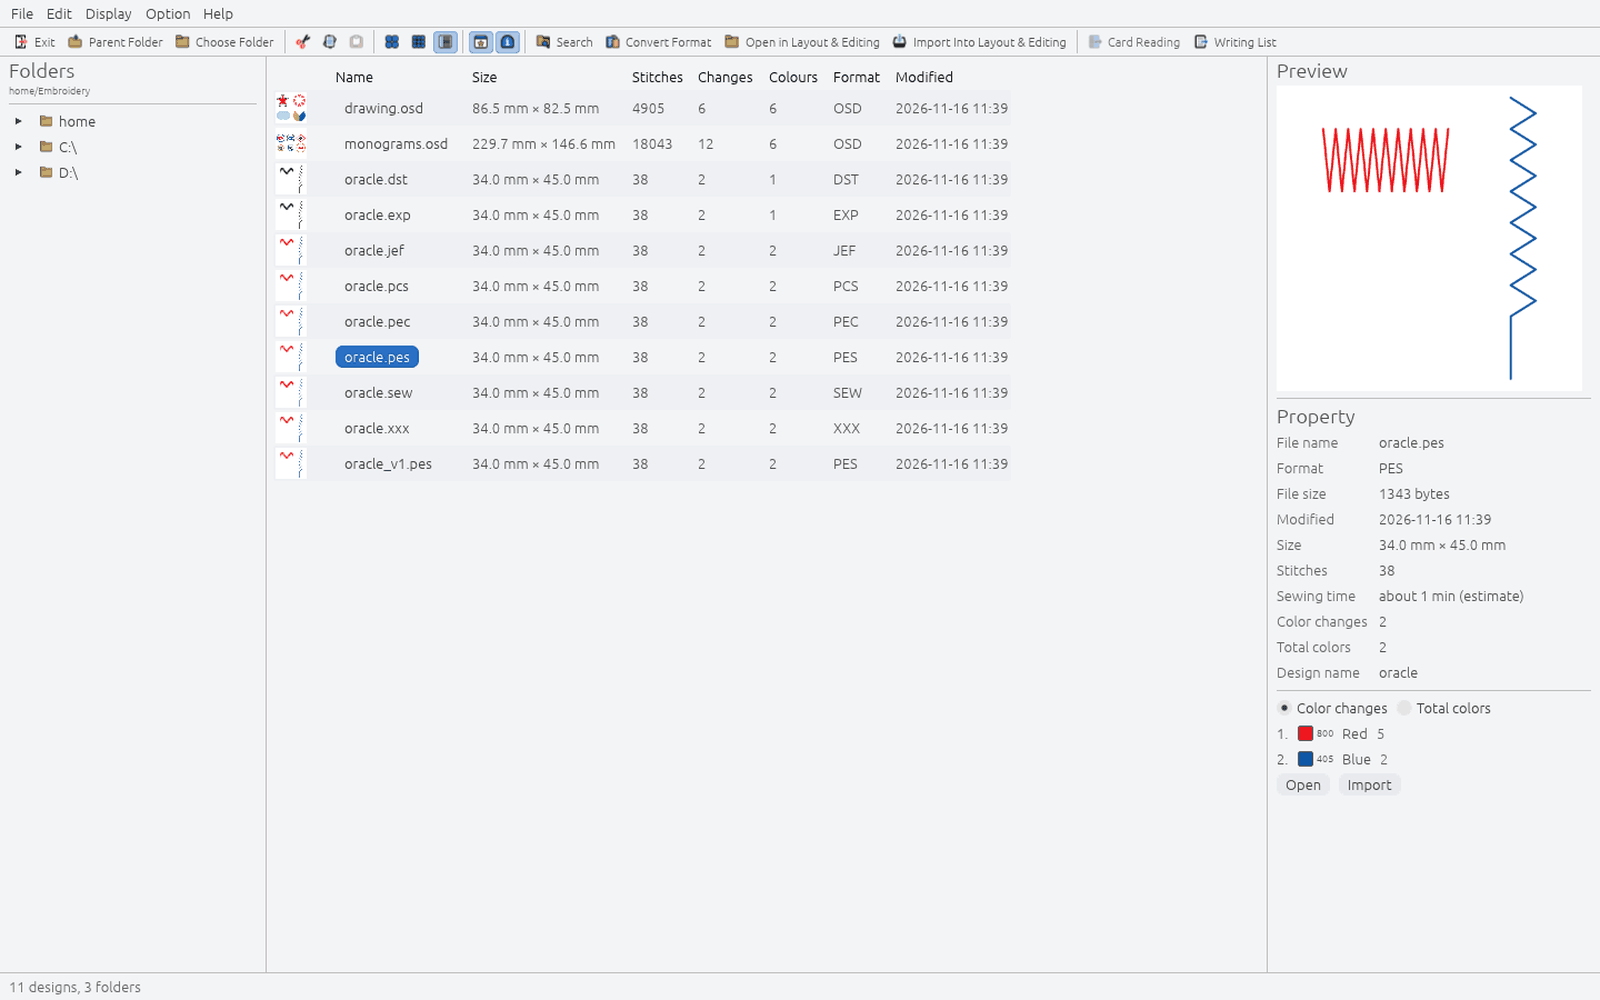 File Edit Display Option Help
Exit Parent Folder Choose Folder Search Convert Format Open in Layout & Editing Import Into Layout & Editing Card Reading Writing List
Folders
home/Embroidery
home
C:\
D:\
Name Size Stitches Changes Colours Format Modified
drawing.osd 86.5 mm × 82.5 mm 4905 6 6 OSD 2026-11-16 11:39
monograms.osd 229.7 mm × 146.6 mm 18043 12 6 OSD 2026-11-16 11:39
oracle.dst 34.0 mm × 45.0 mm 38 2 1 DST 2026-11-16 11:39
oracle.exp 34.0 mm × 45.0 mm 38 2 1 EXP 2026-11-16 11:39
oracle.jef 34.0 mm × 45.0 mm 38 2 2 JEF 2026-11-16 11:39
oracle.pcs 34.0 mm × 45.0 mm 38 2 2 PCS 2026-11-16 11:39
oracle.pec 34.0 mm × 45.0 mm 38 2 2 PEC 2026-11-16 11:39
oracle.pes 34.0 mm × 45.0 mm 38 2 2 PES 2026-11-16 11:39
oracle.sew 34.0 mm × 45.0 mm 38 2 2 SEW 2026-11-16 11:39
oracle.xxx 34.0 mm × 45.0 mm 38 2 2 XXX 2026-11-16 11:39
oracle_v1.pes 34.0 mm × 45.0 mm 38 2 2 PES 2026-11-16 11:39
Preview
Property
File name oracle.pes
Format PES
File size 1343 bytes
Modified 2026-11-16 11:39
Size 34.0 mm × 45.0 mm
Stitches 38
Sewing time about 1 min (estimate)
Color changes 2
Total colors 2
Design name oracle
Color changes Total colors
1. 800 Red 5
2. 405 Blue 2
Open Import
11 designs, 3 folders